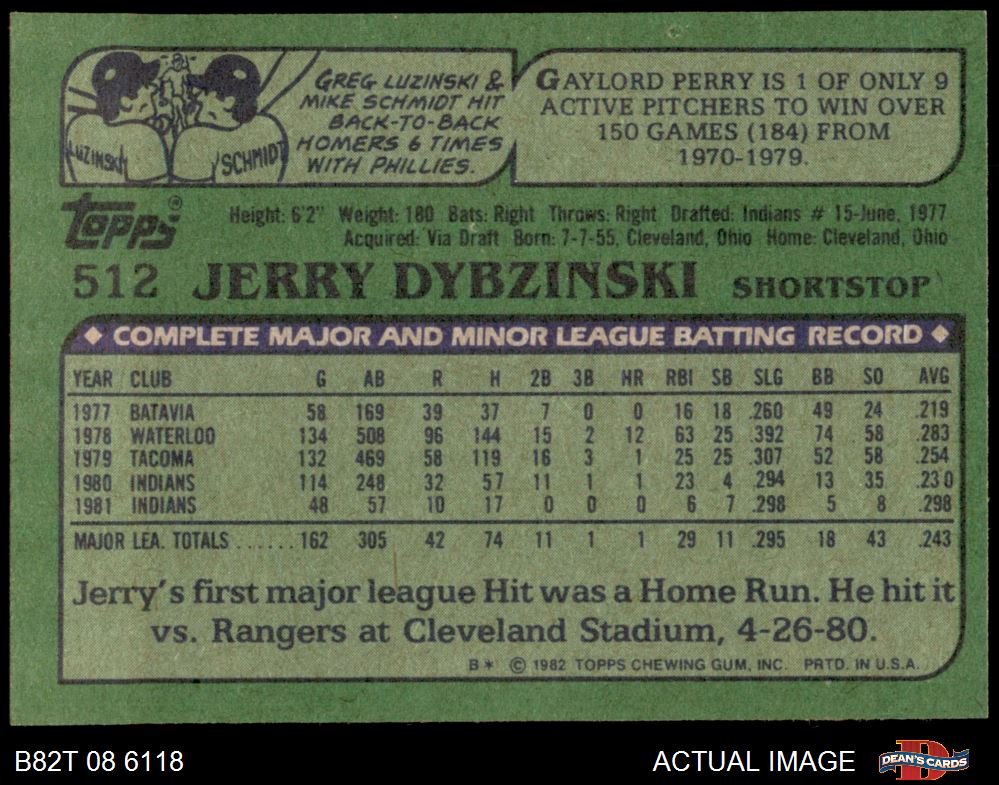 GREG LUZINSKI &
MIKE SCHMIDT HIT
BACK-TO-BACK
HOMERS 6 TIMES
WITH PHILLIES.
LUZINSKI
SCHMIDT
GAYLORD PERRY IS 1 OF ONLY 9
ACTIVE PITCHERS TO WIN OVER
150 GAMES (184) FROM
1970-1979.
Topps®
Height: 6'2" Weight: 180 Bats: Right Throws: Right Drafted: Indians # 15-June, 1977
Acquired: Via Draft Born: 7-7-55, Cleveland, Ohio Home: Cleveland, Ohio
512 JERRY DYBZINSKI SHORTSTOP
◆ COMPLETE MAJOR AND MINOR LEAGUE BATTING RECORD ◆
YEAR CLUB G AB R H 2B 3B HR RBI SB SLG BB SO AVG
1977 BATAVIA 58 169 39 37 7 0 0 16 18 .260 49 24 .219
1978 WATERLOO 134 508 96 144 15 2 12 63 25 .392 74 58 .283
1979 TACOMA 132 469 58 119 16 3 1 25 25 .307 52 58 .254
1980 INDIANS 114 248 32 57 11 1 1 23 4 .294 13 35 .230
1981 INDIANS 48 57 10 17 0 0 0 6 7 .298 5 8 .298
MAJOR LEA. TOTALS ...... 162 305 42 74 11 1 1 29 11 .295 18 43 .243
Jerry's first major league Hit was a Home Run. He hit it
vs. Rangers at Cleveland Stadium, 4-26-80.
B* © 1982 TOPPS CHEWING GUM, INC. PRTD. IN U.S.A.
B82T 08 6118 ACTUAL IMAGE DEAN'S CARDS